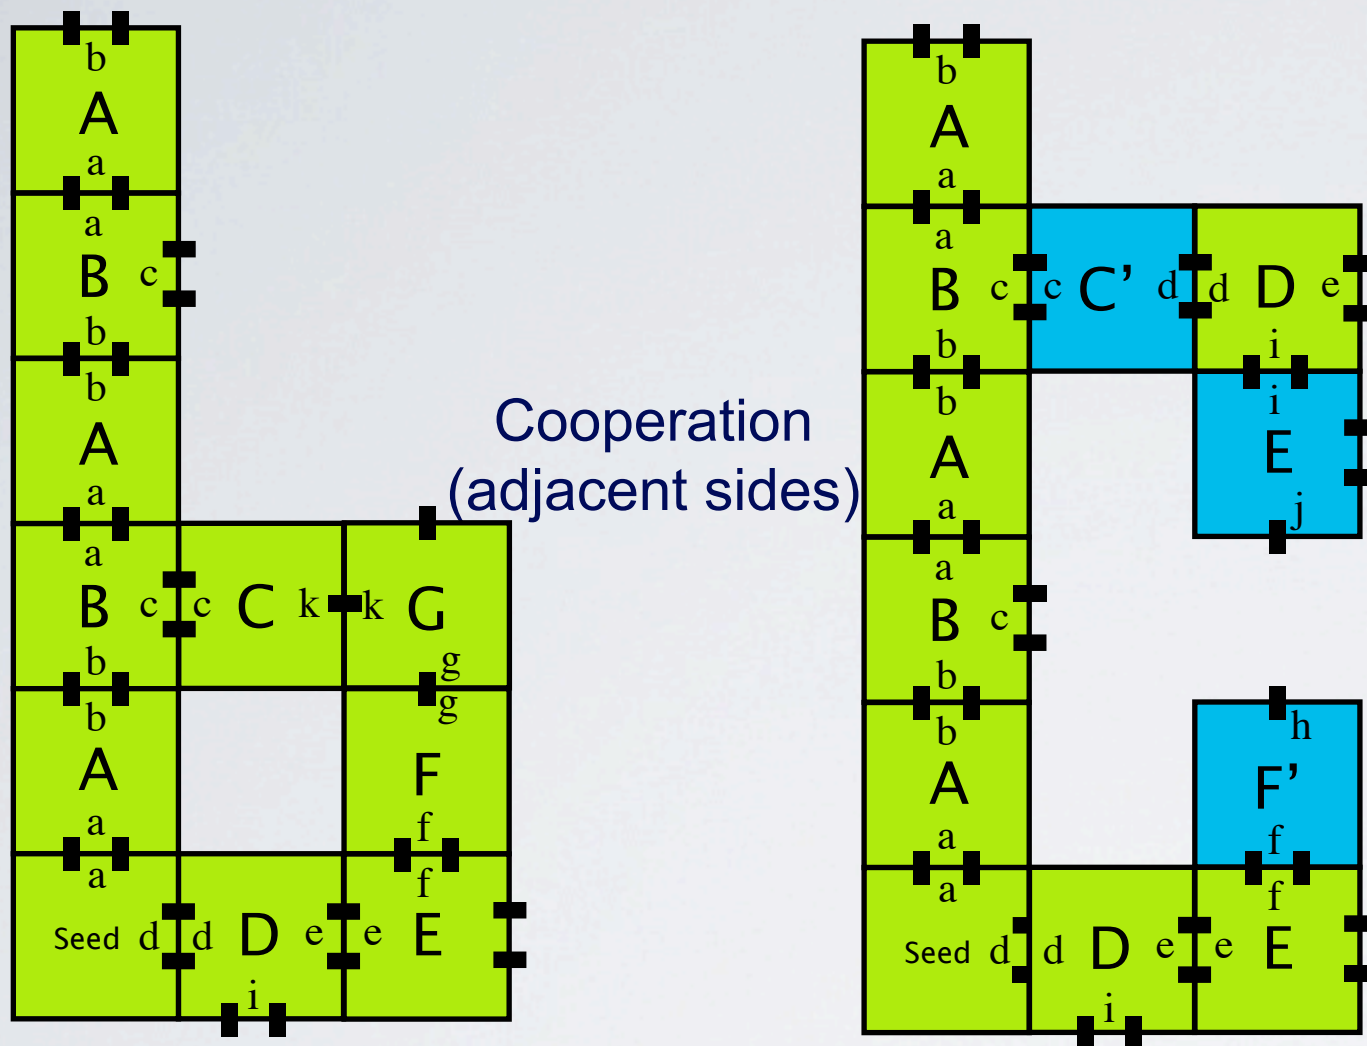 b
A
a
a
B c
b
b
A
a
a
B c c C k k G
b g
b g
A F
a f
a f
Seed d d D e e E
i
Cooperation
(adjacent sides)
b
A
a
a
B c c C’ d d D e
b i
b i
A E
a j
a
B c
b h
b
A F’
a f
a f
Seed d d D e e E
i